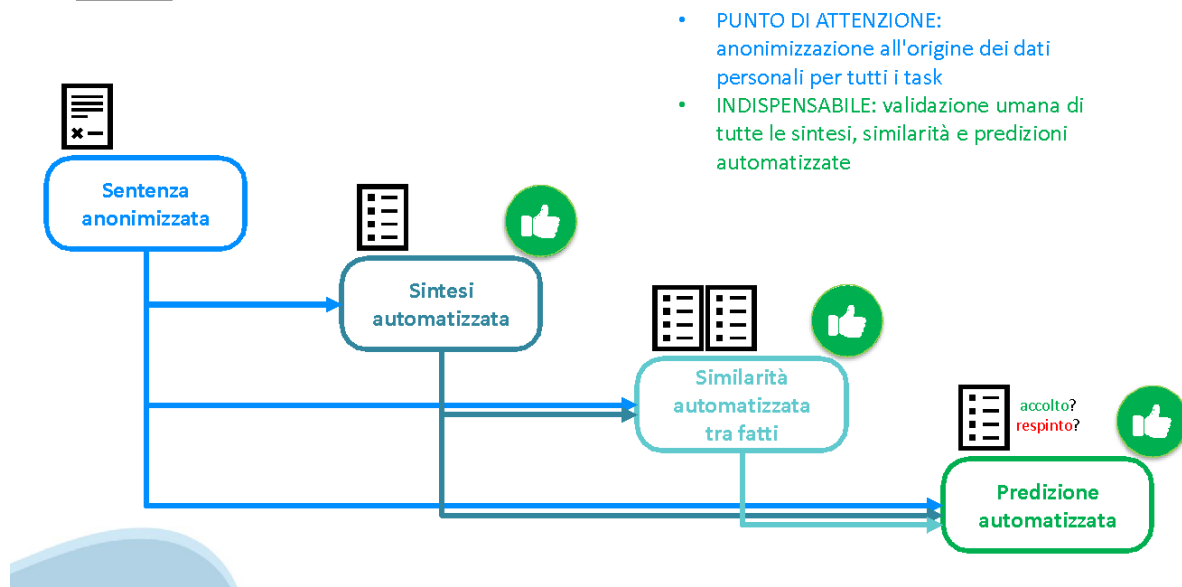 • PUNTO DI ATTENZIONE:
anonimizzazione all'origine dei dati
personali per tutti i task
• INDISPENSABILE: validazione umana di
tutte le sintesi, similarità e predizioni
automatizzate
Sentenza
anonimizzata
Sintesi
automatizzata
Similarità
automatizzata
tra fatti
accolto?
respinto?
Predizione
automatizzata